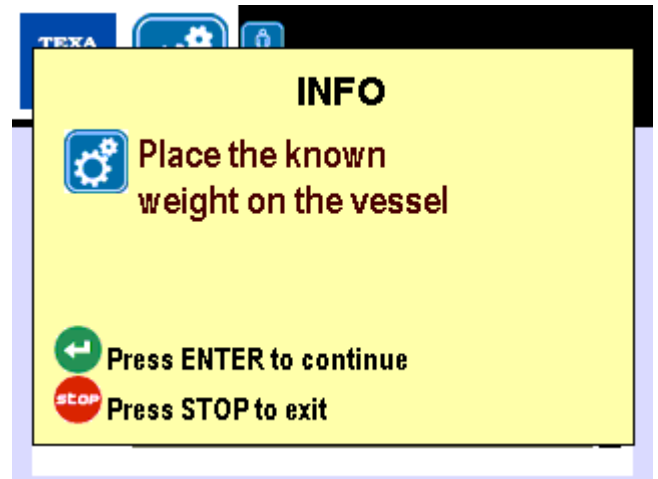 TEXA
INFO
Place the known
weight on the vessel
Press ENTER to continue
stop Press STOP to exit